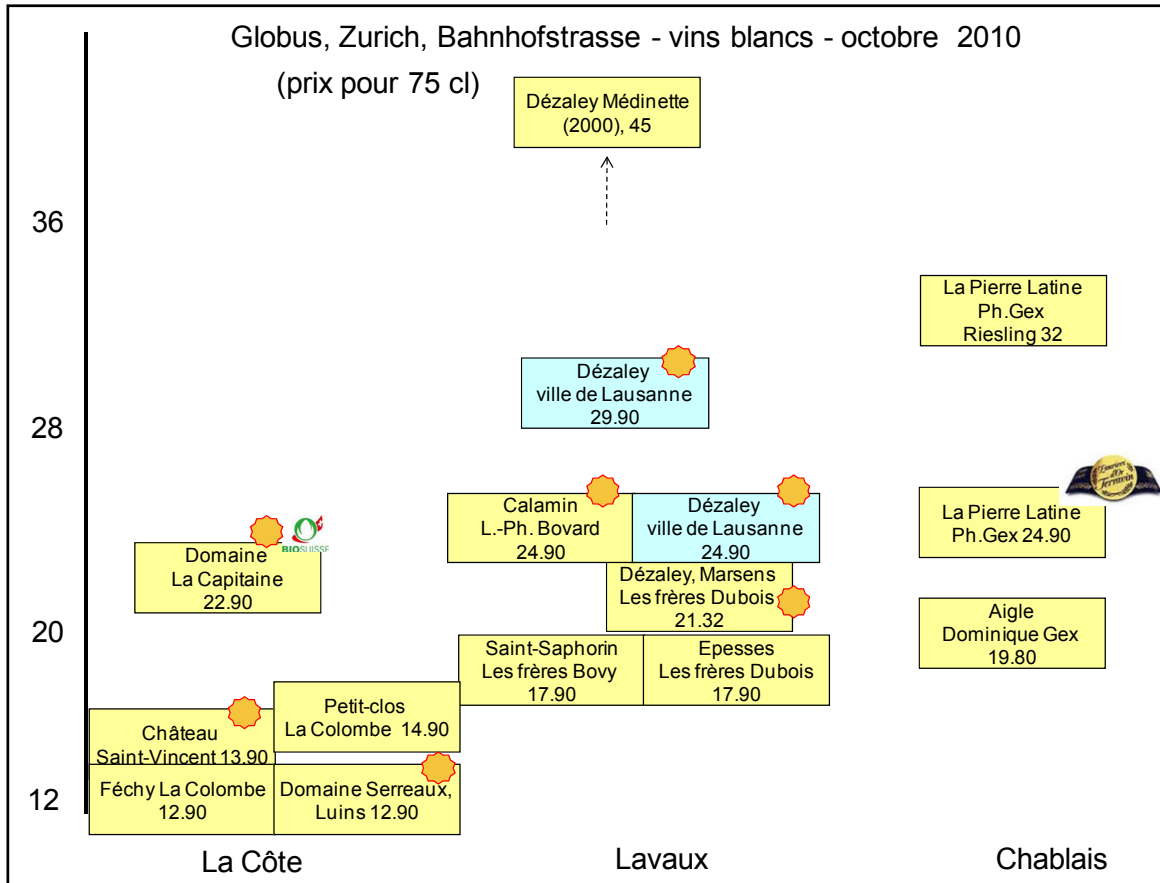 Globus, Zurich, Bahnhofstrasse - vins blancs - octobre 2010
(prix pour 75 cl)
Dézaley Médinette
(2000), 45
36
La Pierre Latine
Ph.Gex
Riesling 32
Dézaley
ville de Lausanne
29.90
28
Calamin
L.-Ph. Bovard
24.90
Dézaley
ville de Lausanne
24.90
Lauriers
d'Or
Terravin
La Pierre Latine
Ph.Gex 24.90
BIOSUISSE
Domaine
La Capitaine
22.90
Dézaley, Marsens
Les frères Dubois
21.32
20
Aigle
Dominique Gex
19.80
Saint-Saphorin
Les frères Bovy
17.90
Epesses
Les frères Dubois
17.90
Petit-clos
La Colombe 14.90
Château
Saint-Vincent 13.90
12
Féchy La Colombe
12.90
Domaine Serreaux,
Luins 12.90
La Côte
Lavaux
Chablais